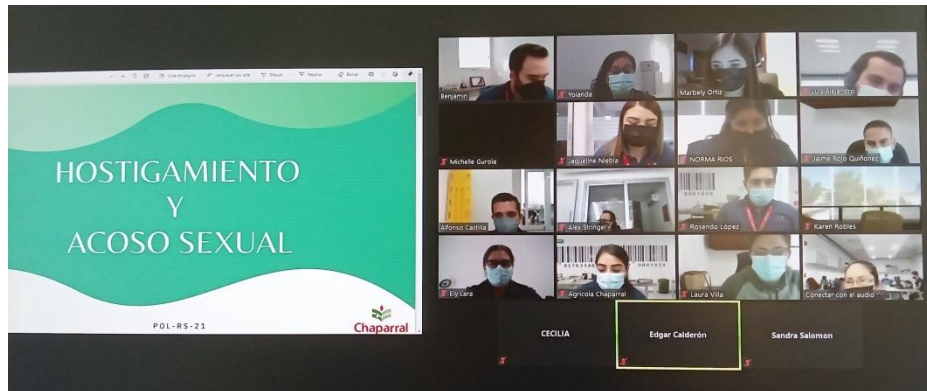 HOSTIGAMIENTO
Y
ACOSO SEXUAL
POL-RS-21
Chaparral
Benjamin
Yolanda
Marbely Ortiz
Luis Alejandro
Michelle Gurola
Jaqueline Niebla
NORMA RIOS
Jaime Rojo Quiñonez
Alfonso Castilla
Alex Stringel
Rosendo López
Karen Robles
Ely Lara
Agricola Chaparral
Laura Villa
Conectar con el audio
CECILIA
Edgar Calderón
Sandra Salomon